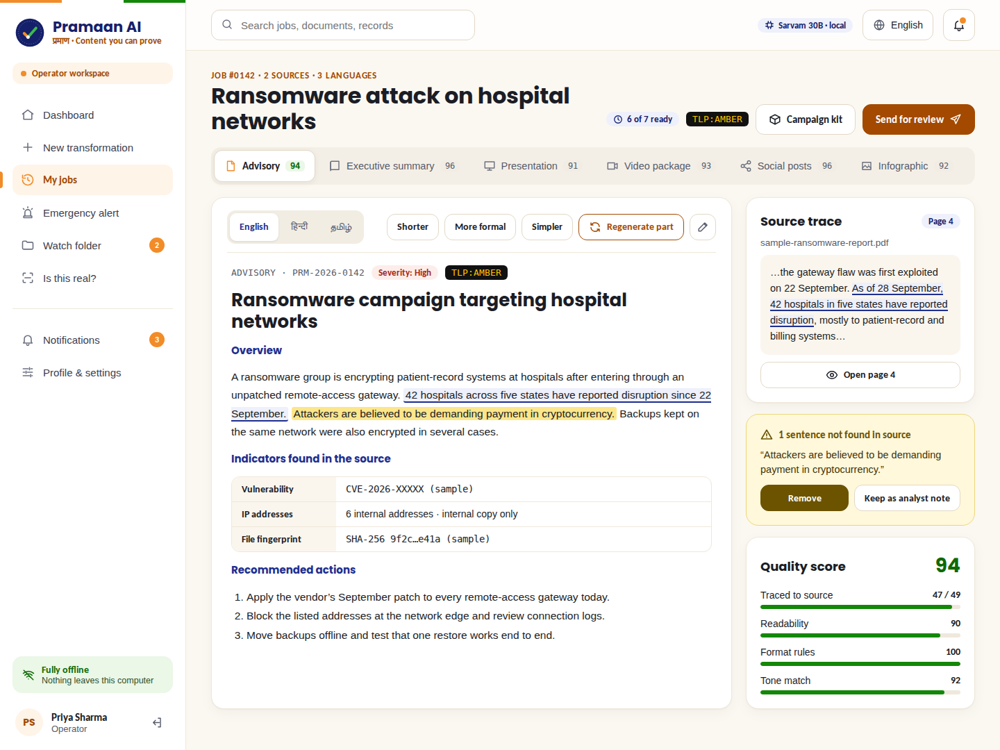 Pramaan AI
प्रमाण • Content you can prove
Operator workspace
Dashboard
New transformation
My jobs
Emergency alert
Watch folder 2
Is this real?
Notifications 3
Profile & settings
Fully offline
Nothing leaves this computer
PS
Priya Sharma
Operator
Search jobs, documents, records
Sarvam 30B • local
English
JOB #0142 • 2 SOURCES • 3 LANGUAGES
Ransomware attack on hospital
networks
6 of 7 ready
TLP:AMBER
Campaign kit
Send for review
Advisory 94
Executive summary 96
Presentation 91
Video package 93
Social posts 96
Infographic 92
English
हिन्दी
தமிழ்
Shorter
More formal
Simpler
Regenerate part
ADVISORY · PRM-2026-0142
Severity: High
TLP:AMBER
Ransomware campaign targeting hospital
networks
Overview
A ransomware group is encrypting patient-record systems at hospitals after entering through an
unpatched remote-access gateway. 42 hospitals across five states have reported disruption since 22
September. Attackers are believed to be demanding payment in cryptocurrency. Backups kept on
the same network were also encrypted in several cases.
Indicators found in the source
Vulnerability CVE-2026-XXXXX (sample)
IP addresses 6 internal addresses · internal copy only
File fingerprint SHA-256 9f2c…e41a (sample)
Recommended actions
1. Apply the vendor’s September patch to every remote-access gateway today.
2. Block the listed addresses at the network edge and review connection logs.
3. Move backups offline and test that one restore works end to end.
Source trace
Page 4
sample-ransomware-report.pdf
…the gateway flaw was first exploited
on 22 September. As of 28 September,
42 hospitals in five states have reported
disruption, mostly to patient-record and
billing systems…
Open page 4
1 sentence not found in source
“Attackers are believed to be demanding
payment in cryptocurrency.”
Remove
Keep as analyst note
Quality score 94
Traced to source 47 / 49
Readability 90
Format rules 100
Tone match 92